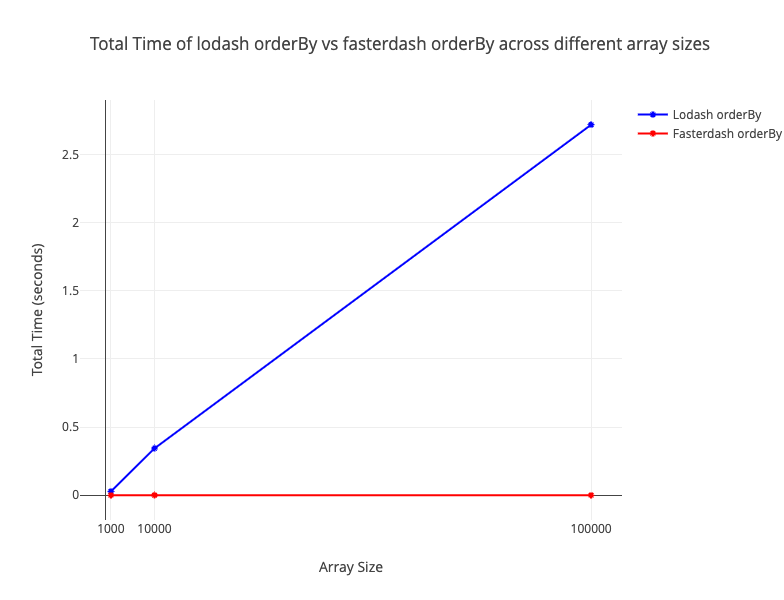 Total Time of lodash orderBy vs fasterdash orderBy across different array sizes
Lodash orderBy
Fasterdash orderBy
2.5
2
1.5
1
0.5
0
Total Time (seconds)
1000 10000 100000
Array Size